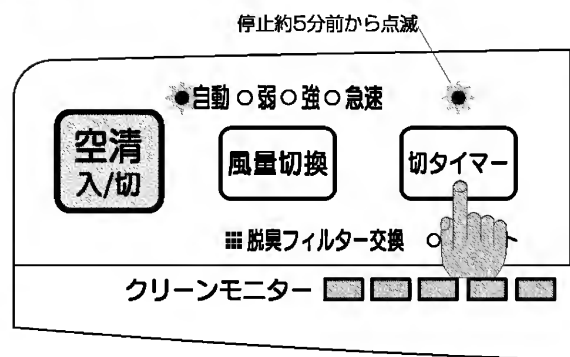 停止約5分前から点滅
自動 弱 強 急速
空清
入/切
風量切換
切タイマー
脱臭フィルター交換
クリーンモニター